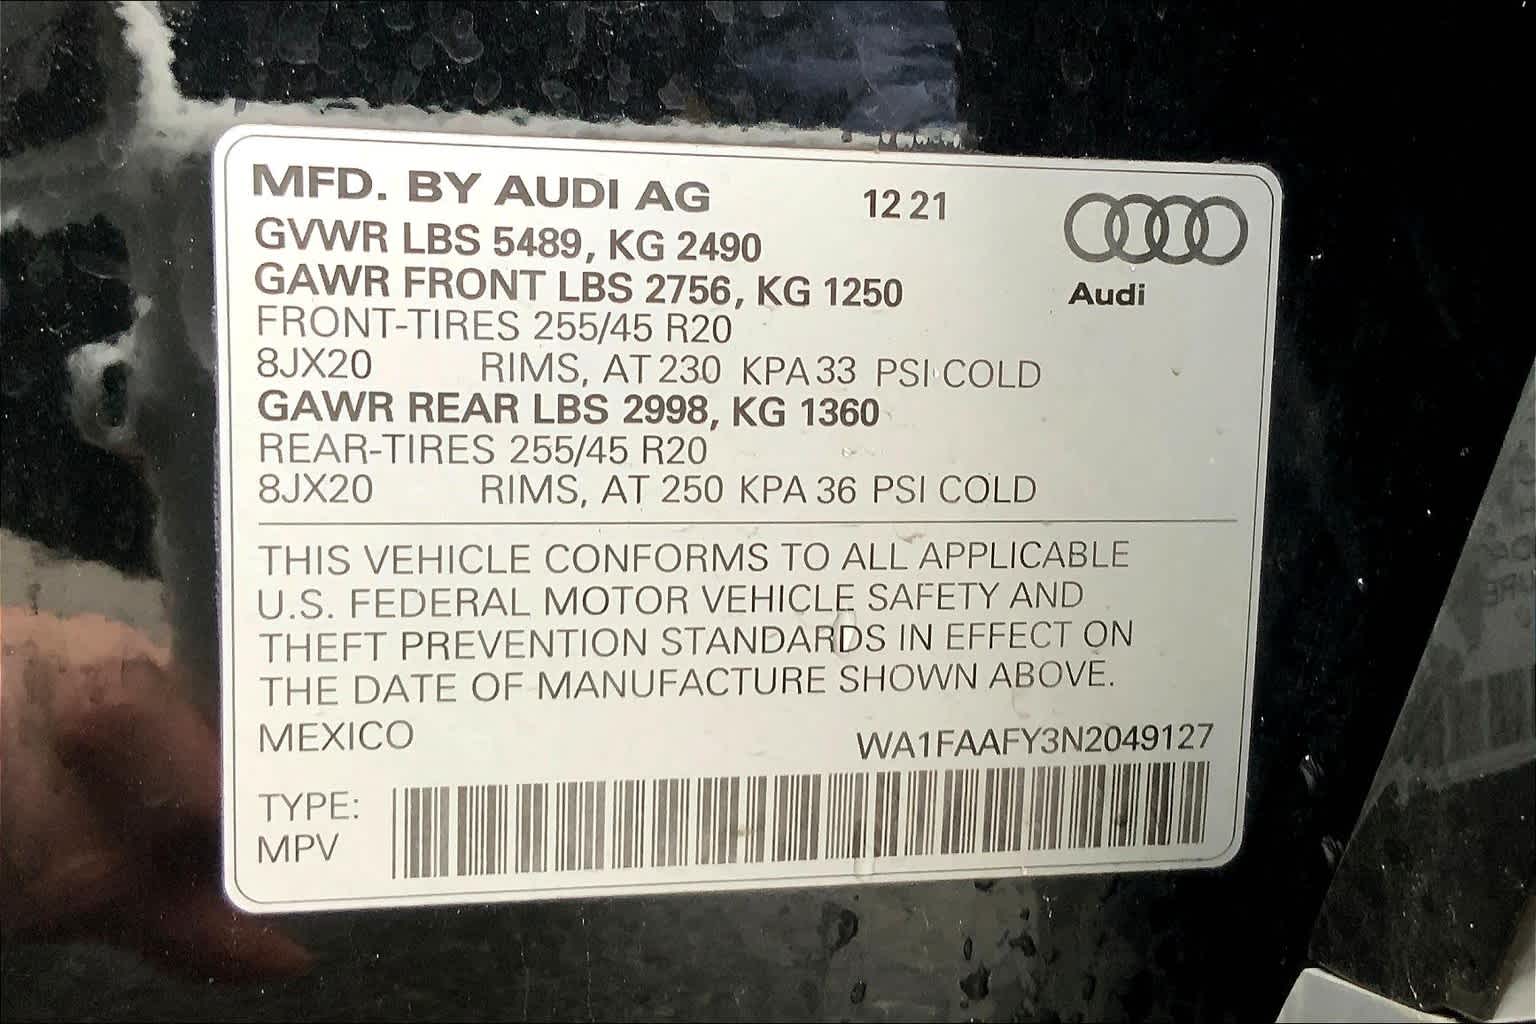 MFD. BY AUDI AG 12 21
GVWR LBS 5489, KG 2490
GAWR FRONT LBS 2756, KG 1250
Audi
FRONT-TIRES 255/45 R20
8JX20 RIMS, AT 230 KPA 33 PSI COLD
GAWR REAR LBS 2998, KG 1360
REAR-TIRES 255/45 R20
8JX20 RIMS, AT 250 KPA 36 PSI COLD
THIS VEHICLE CONFORMS TO ALL APPLICABLE
U.S. FEDERAL MOTOR VEHICLE SAFETY AND
THEFT PREVENTION STANDARDS IN EFFECT ON
THE DATE OF MANUFACTURE SHOWN ABOVE.
MEXICO WA1FAAFY3N2049127
TYPE:
MPV